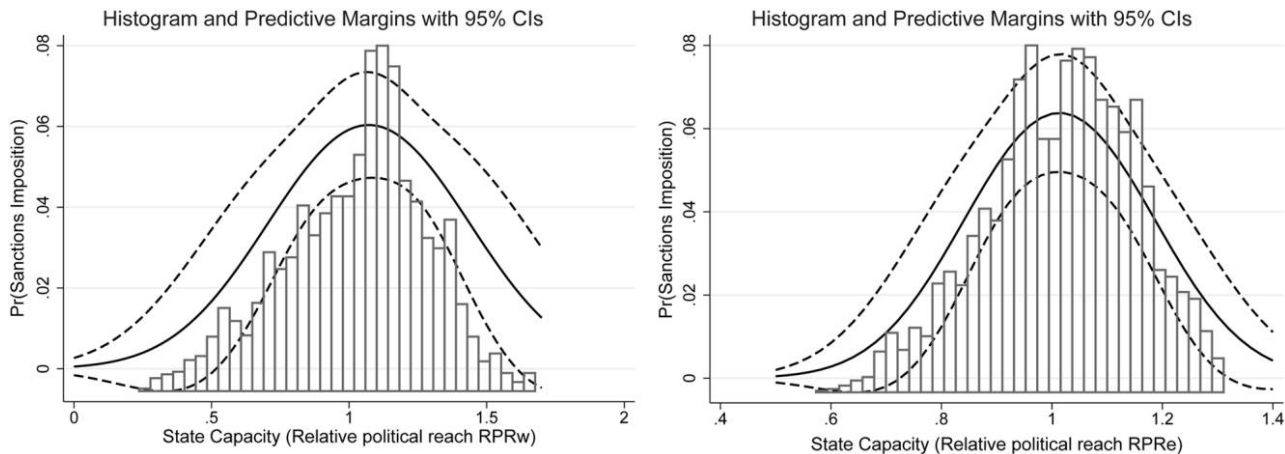 Histogram and Predictive Margins with 95% CIs
Pr(Sanctions Imposition)
.08
.06
.04
.02
0
0 .5 1 1.5 2
State Capacity (Relative political reach RPRw)
Histogram and Predictive Margins with 95% CIs
Pr(Sanctions Imposition)
.08
.06
.04
.02
0
.4 .6 .8 1 1.2 1.4
State Capacity (Relative political reach RPRe)